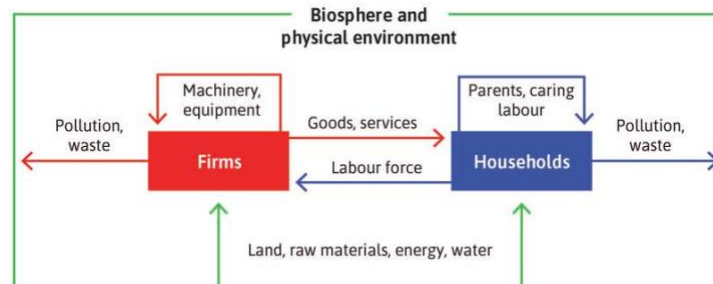 Biosphere and
physical environment
Machinery,
equipment
Parents, caring
labour
Pollution,
waste
Goods, services
Pollution,
waste
Firms
Labour force
Households
Land, raw materials, energy, water